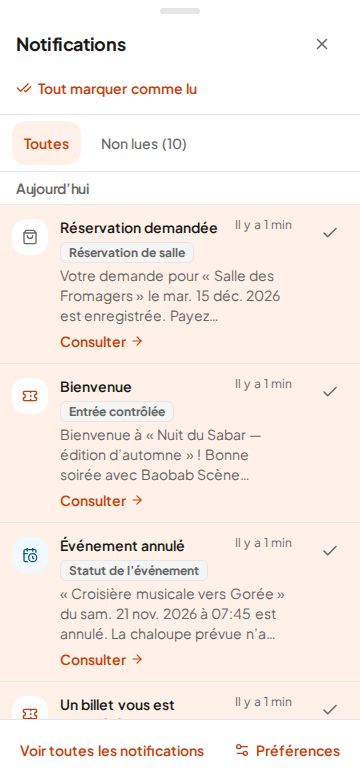 Notifications
Tout marquer comme lu
Toutes
Non lues (10)
Aujourd’hui
Réservation demandée
Il y a 1 min
Réservation de salle
Votre demande pour « Salle des
Fromagers » le mar. 15 déc. 2026
est enregistrée. Payez…
Consulter
Bienvenue
Il y a 1 min
Entrée contrôlée
Bienvenue à « Nuit du Sabar —
édition d’automne » ! Bonne
soirée avec Baobab Scène…
Consulter
Événement annulé
Il y a 1 min
Statut de l’événement
« Croisière musicale vers Gorée »
du sam. 21 nov. 2026 à 07:45 est
annulé. La chaloupe prévue n’a…
Consulter
Un billet vous est
Il y a 1 min
Voir toutes les notifications
Préférences